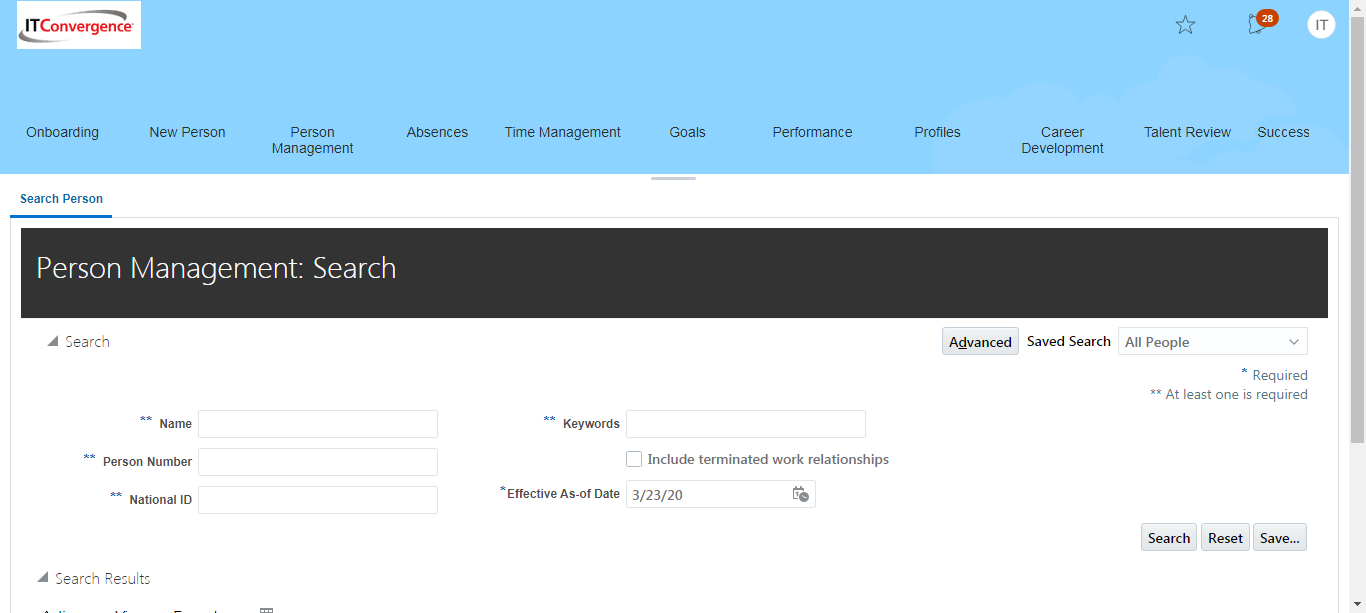 ITConvergence
28
IT
Onboarding
New Person
Person
Management
Absences
Time Management
Goals
Performance
Profiles
Career
Development
Talent Review
Success
Search Person
Person Management: Search
Search
Advanced
Saved Search
All People
* Required
** At least one is required
** Name
** Keywords
** Person Number
Include terminated work relationships
** National ID
*Effective As-of Date
3/23/20
Search
Reset
Save...
Search Results